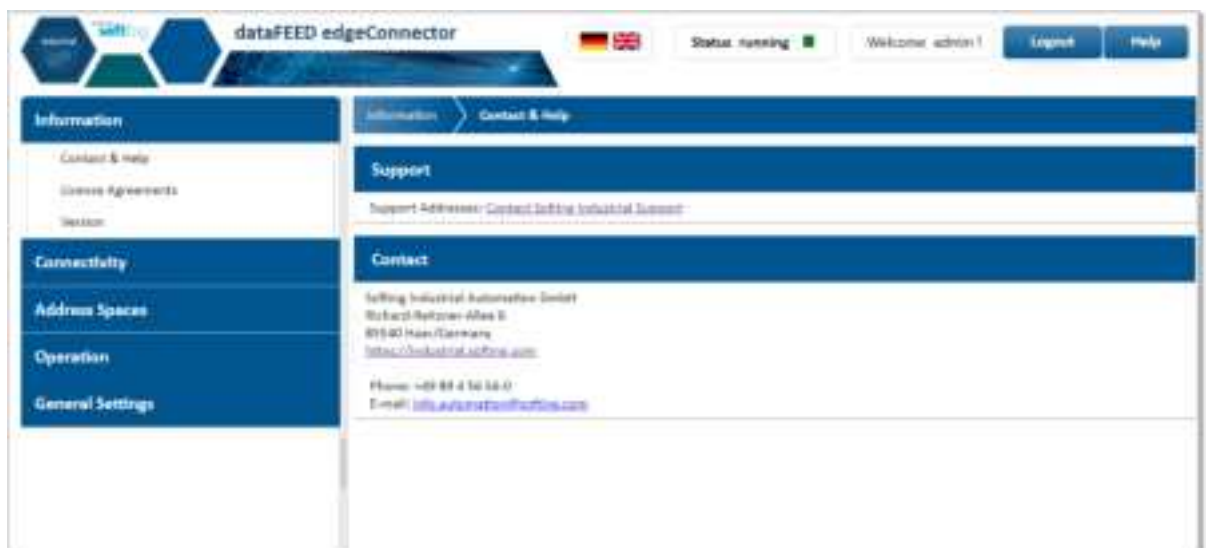 softing
dataFEED edgeConnector
Status running
Welcome admin !
Logout
Help
Information
Contact & Help
License Agreements
Version
Connectivity
Address Spaces
Operation
General Settings
Information
Contact & Help
Support
Support Addresses: Contact Softing Industrial Support
Contact
Softing Industrial Automation GmbH
Richard-Reitzner-Allee 6
85540 Haar/Germany
https://industrial.softing.com
Phone: +49 89 4 56 56-0
E-mail: info.automation@softing.com